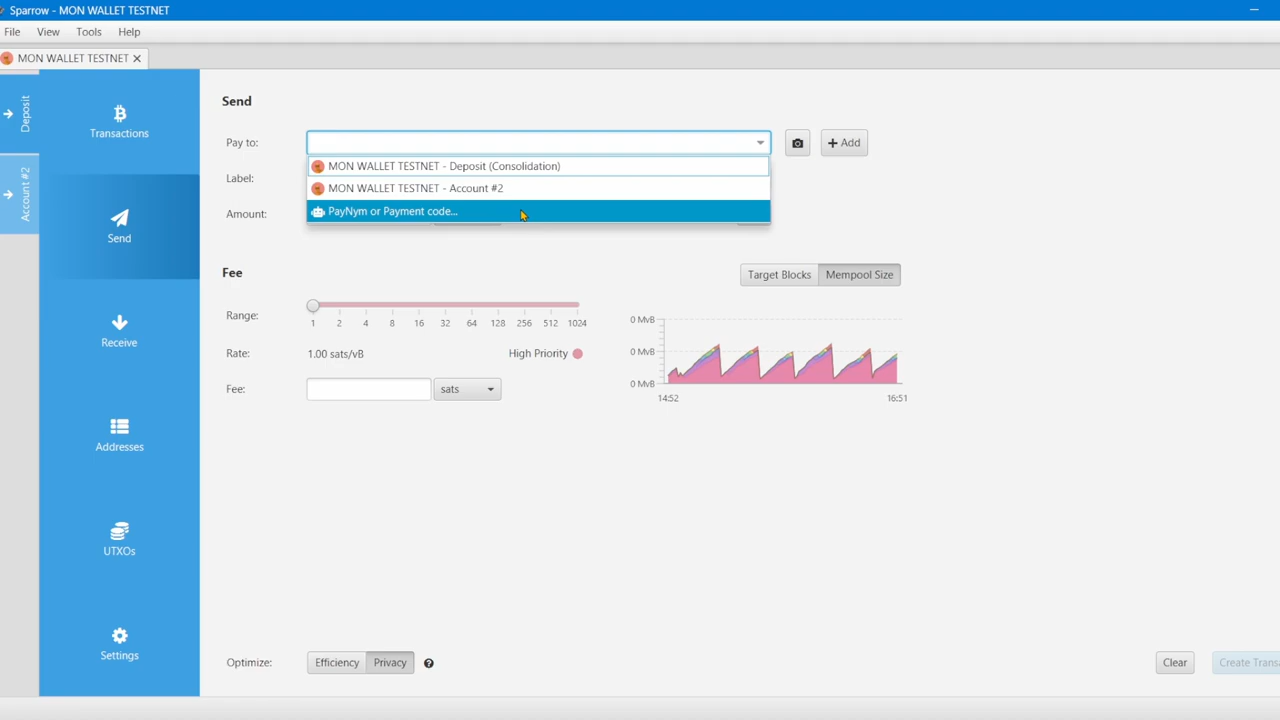 Sparrow - MON WALLET TESTNET
File View Tools Help
MON WALLET TESTNET
Deposit
Account #2
Transactions
Send
Receive
Addresses
UTXOs
Settings
Send
Pay to:
Add
MON WALLET TESTNET - Deposit (Consolidation)
Label:
MON WALLET TESTNET - Account #2
Amount:
PayNym or Payment code...
Fee
Target Blocks Mempool Size
Range:
1 2 4 8 16 32 64 128 256 512 1024
Rate: 1.00 sats/vB High Priority
Fee: sats
0 MvB
0 MvB
0 MvB
14:52 16:51
Optimize: Efficiency Privacy ?
Clear Create Transa